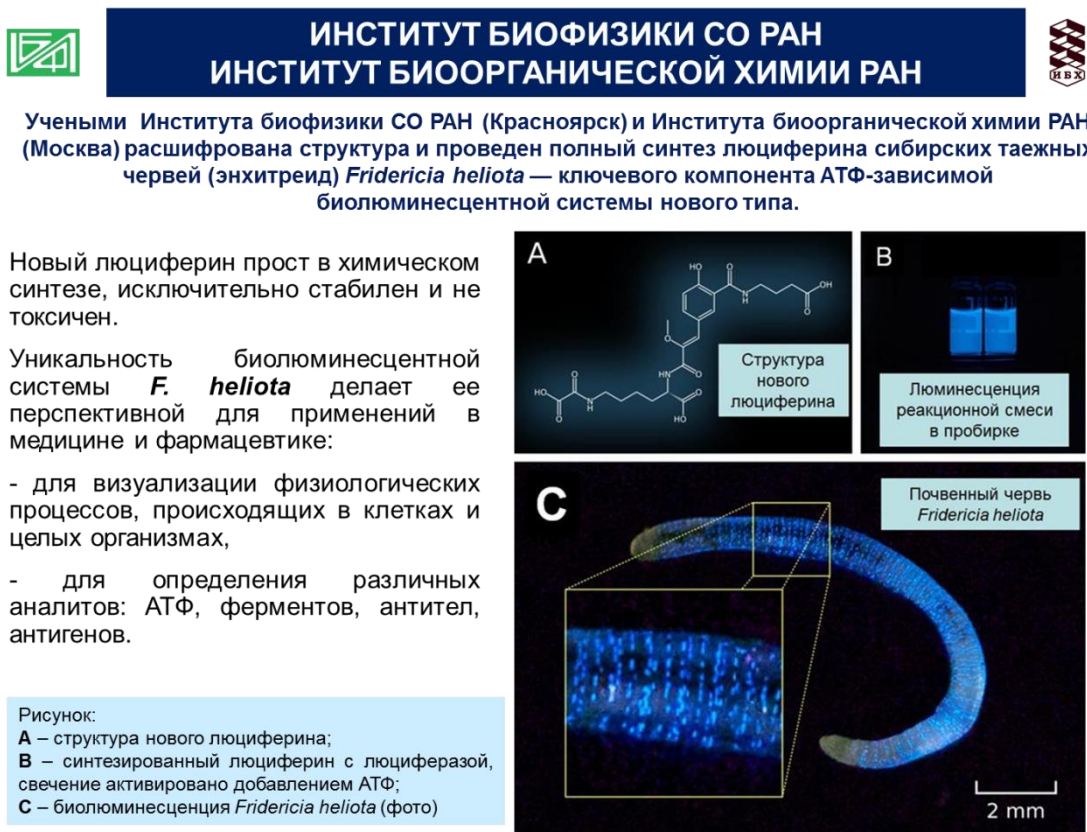 ИНСТИТУТ БИОФИЗИКИ СО РАН
ИНСТИТУТ БИООРГАНИЧЕСКОЙ ХИМИИ РАН
ИБХ
Учеными Института биофизики СО РАН (Красноярск) и Института биоорганической химии РАН
(Москва) расшифрована структура и проведен полный синтез люциферина сибирских таежных
червей (энхитреид) Fridericia heliota — ключевого компонента АТФ-зависимой
биолюминесцентной системы нового типа.
Новый люциферин прост в химическом
синтезе, исключительно стабилен и не
токсичен.
Уникальность биолюминесцентной
системы F. heliota делает ее
перспективной для применений в
медицине и фармацевтике:
- для визуализации физиологических
процессов, происходящих в клетках и
целых организмах,
- для определения различных
аналитов: АТФ, ферментов, антител,
антигенов.
Рисунок:
A – структура нового люциферина;
B – синтезированный люциферин с люциферазой,
свечение активировано добавлением АТФ;
C – биолюминесценция Fridericia heliota (фото)
A
HO
O
N
H
O
OH
O
O
HN
HO
O
O
N
H
O
HO
O
Структура
нового
люциферина
B
Люминесценция
реакционной смеси
в пробирке
C
Почвенный червь
Fridericia heliota
2 mm